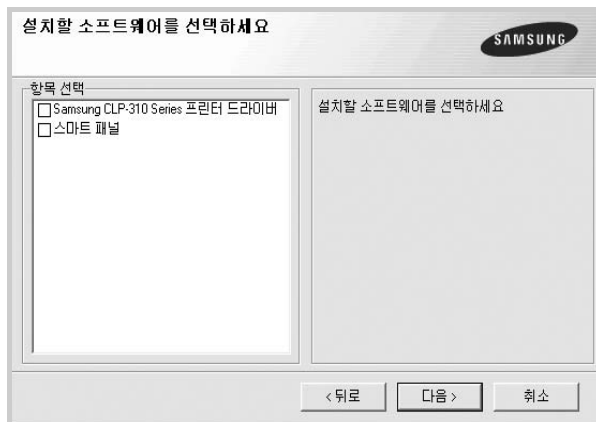 설치할 소프트웨어를 선택하세요
SAMSUNG
항목 선택
Samsung CLP-310 Series 프린터 드라이버
스마트 패널
설치할 소프트웨어를 선택하세요
<뒤로
다음>
취소